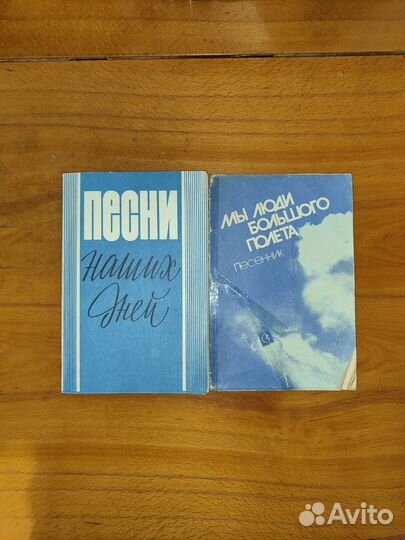 ПЕСНИ
наших
дней
МЫ ЛЮДИ
БОЛЬШОГО
ПОЛЕТА
ПЕСЕННИК
Avito